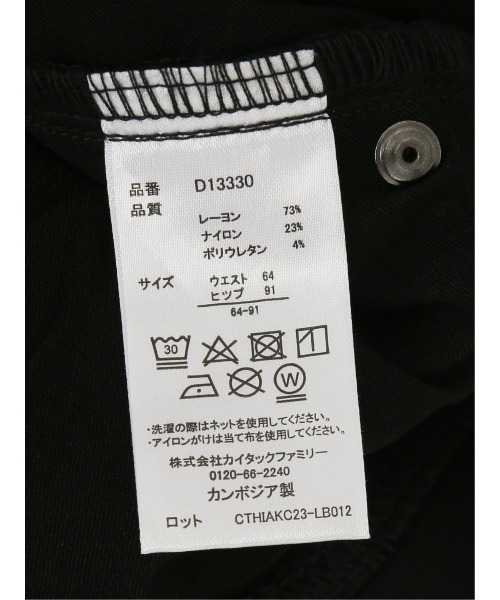 品番 D13330
品質
レーヨン 73%
ナイロン 23%
ポリウレタン 4%
サイズ ウエスト 64
ヒップ 91
64-91
30
W
・洗濯の際はネットを使用してください。
・アイロンがけは当て布を使用してください。
株式会社カイタックファミリー
0120-66-2240
カンボジア製
ロット CTHIAKC23-LB012